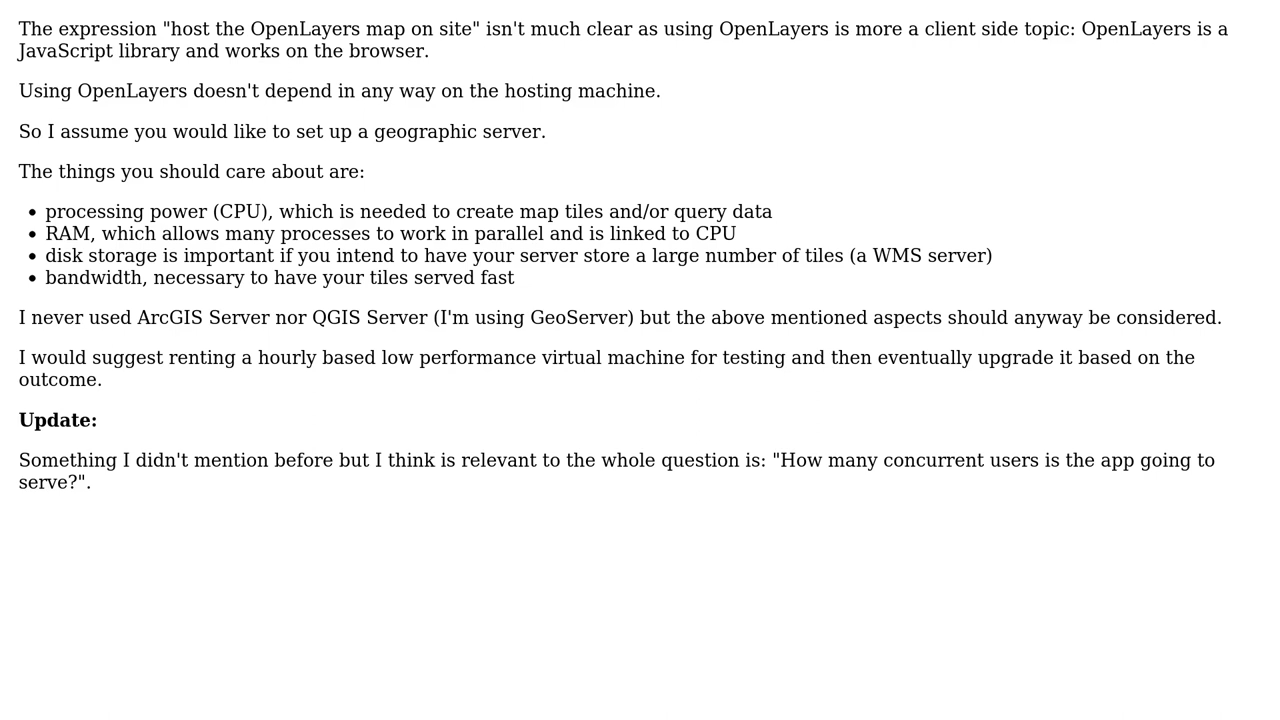 The expression "host the OpenLayers map on site" isn't much clear as using OpenLayers is more a client side topic: OpenLayers is a
JavaScript library and works on the browser.
Using OpenLayers doesn't depend in any way on the hosting machine.
So I assume you would like to set up a geographic server.
The things you should care about are:
• processing power (CPU), which is needed to create map tiles and/or query data
• RAM, which allows many processes to work in parallel and is linked to CPU
• disk storage is important if you intend to have your server store a large number of tiles (a WMS server)
• bandwidth, necessary to have your tiles served fast
I never used ArcGIS Server nor QGIS Server (I'm using GeoServer) but the above mentioned aspects should anyway be considered.
I would suggest renting a hourly based low performance virtual machine for testing and then eventually upgrade it based on the
outcome.
Update:
Something I didn't mention before but I think is relevant to the whole question is: "How many concurrent users is the app going to
serve?".